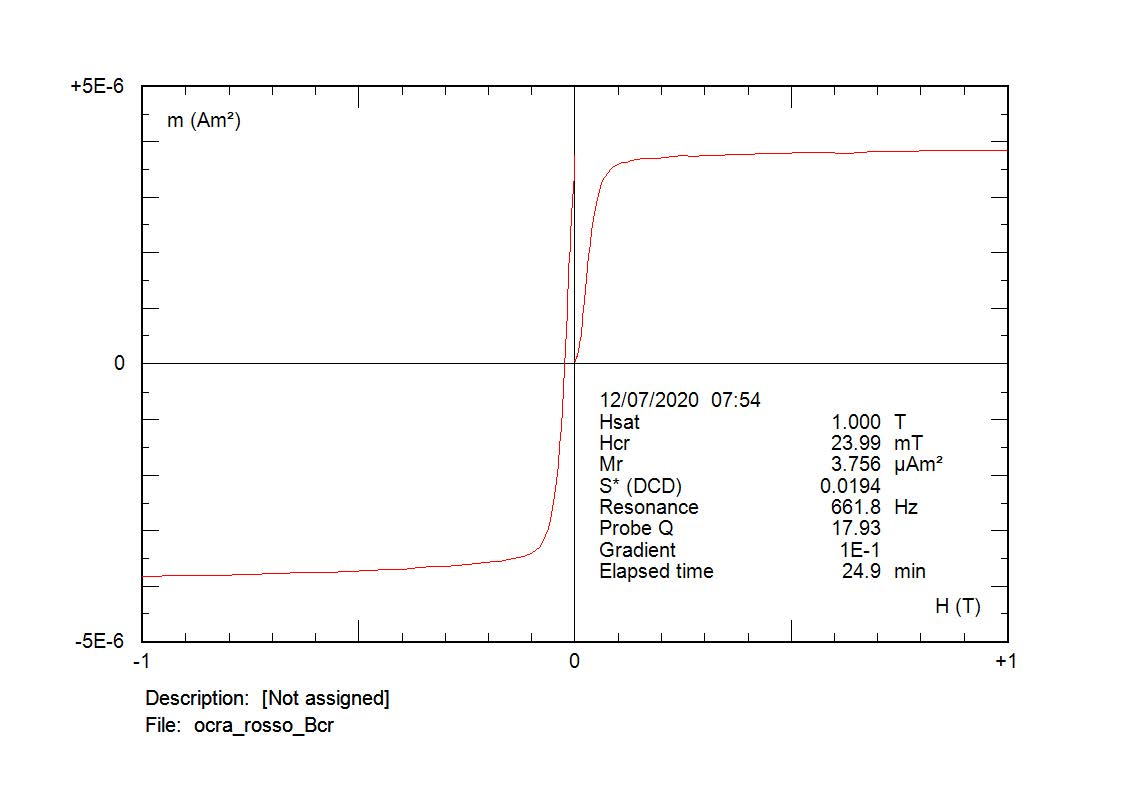 +5E-6
m (Am²)
0
12/07/2020 07:54
Hsat 1.000 T
Hcr 23.99 mT
Mr 3.756 µAm²
S* (DCD) 0.0194
Resonance 661.8 Hz
Probe Q 17.93
Gradient 1E-1
Elapsed time 24.9 min
H (T)
-5E-6
-1 0 +1
Description: [Not assigned]
File: ocra_rosso_Bcr